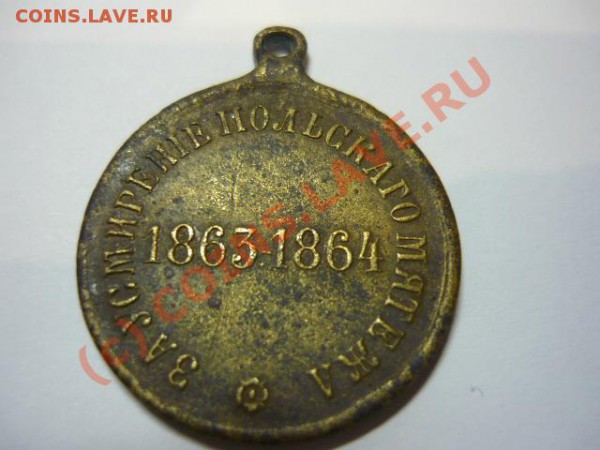 COINS.LAVE.RU
ЗА УСМИРЕНІЕ ПОЛЬСКАГО МЯТЕЖА
1863-1864
(c) COINS.LAVE.RU